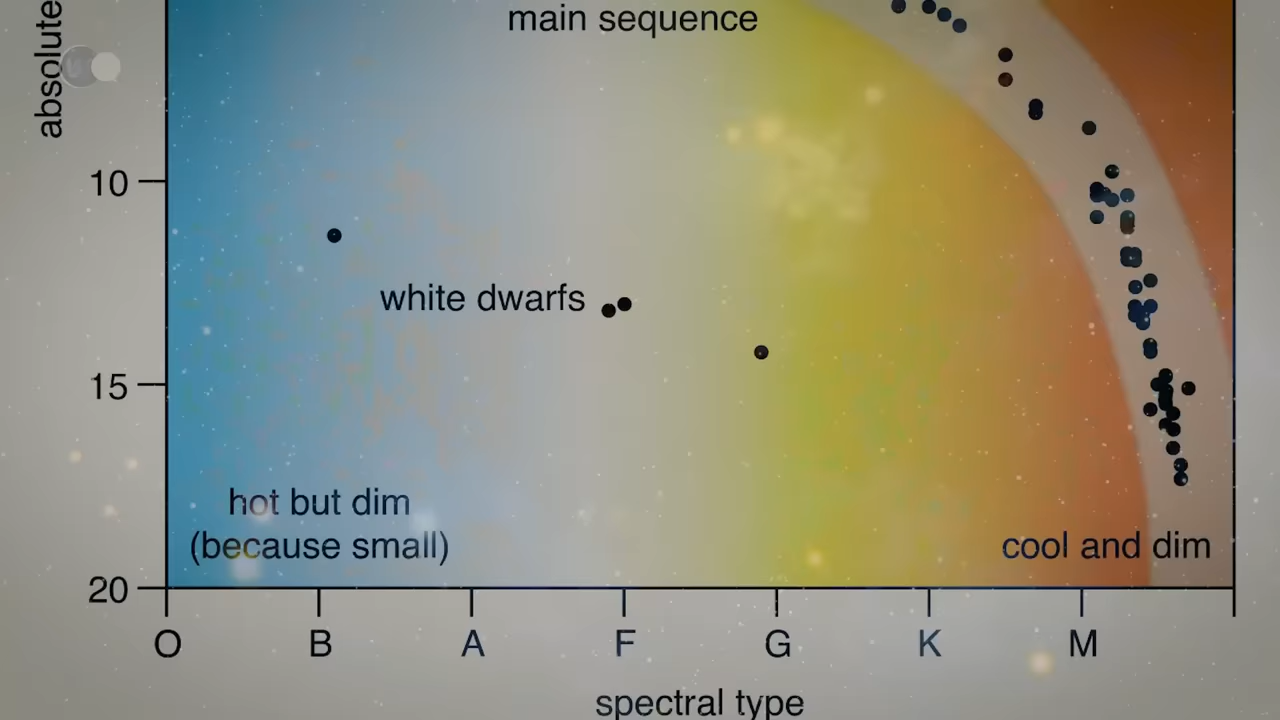 main sequence
absolute
10
white dwarfs
15
hot but dim
(because small)
cool and dim
20
O B A F G K M
spectral type